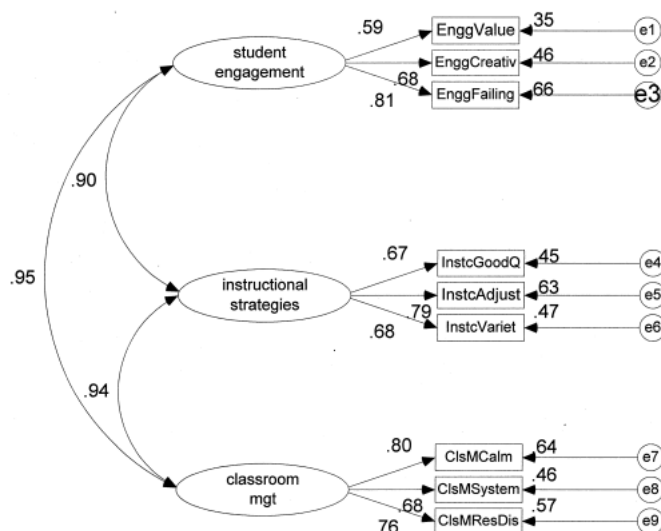 .59
EnggValue
35
e1
student
engagement
EnggCreativ
.46
e2
.68
EnggFailing
66
e3
.81
.90
.95
.67
InstcGoodQ
.45
e4
instructional
strategies
InstcAdjust
.63
e5
.79
InstcVariet
.47
e6
.68
.94
.80
ClsMCalm
.64
e7
classroom
mgt
ClsMSystem
.46
e8
.68
ClsMResDis
.57
e9
.76